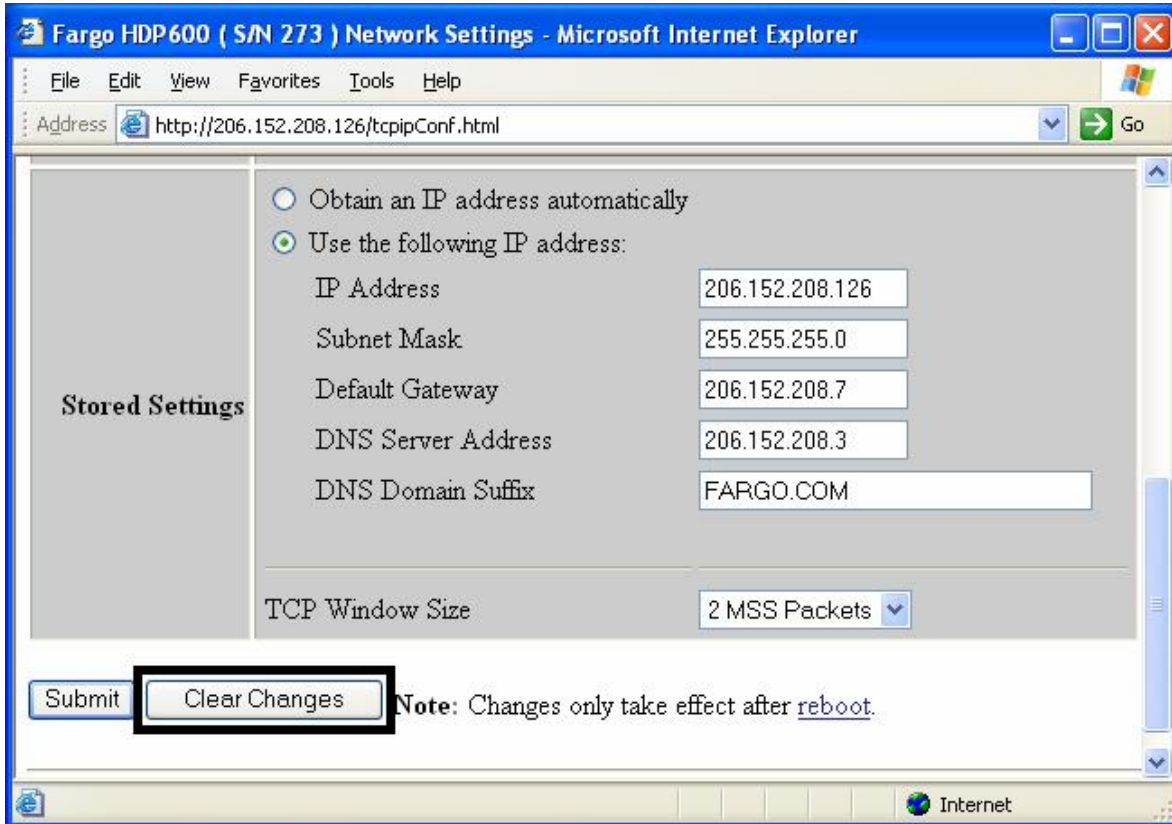 Fargo HDP600 ( S/N 273 ) Network Settings - Microsoft Internet Explorer
File Edit View Favorites Tools Help
Address http://206.152.208.126/tcpipConf.html Go
Obtain an IP address automatically
Use the following IP address:
IP Address 206.152.208.126
Subnet Mask 255.255.255.0
Default Gateway 206.152.208.7
Stored Settings
DNS Server Address 206.152.208.3
DNS Domain Suffix FARGO.COM
TCP Window Size 2 MSS Packets
Submit Clear Changes Note: Changes only take effect after reboot.
Internet